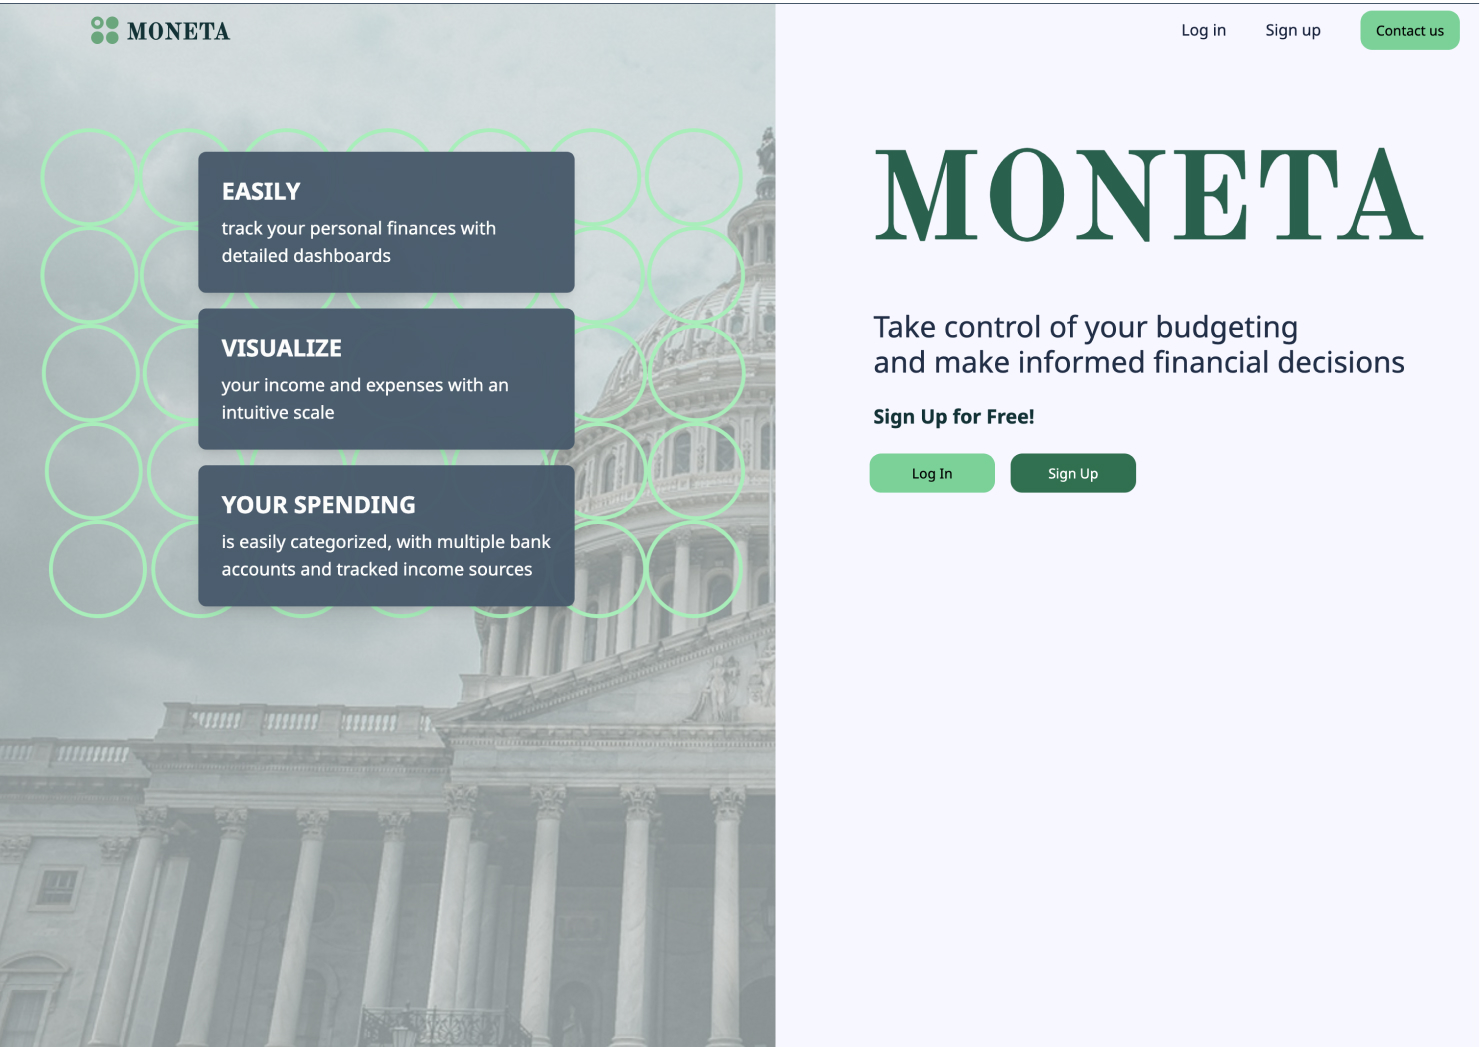 MONETA
Log in
Sign up
Contact us
EASILY
track your personal finances with
detailed dashboards
VISUALIZE
your income and expenses with an
intuitive scale
YOUR SPENDING
is easily categorized, with multiple bank
accounts and tracked income sources
MONETA
Take control of your budgeting
and make informed financial decisions
Sign Up for Free!
Log In
Sign Up